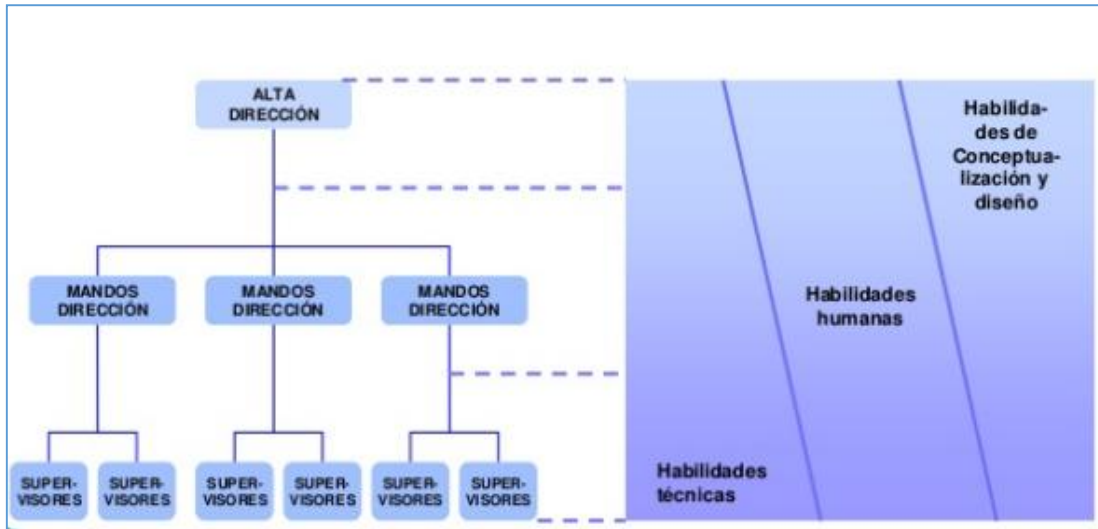 ALTA
DIRECCIÓN
MANDOS
DIRECCIÓN
MANDOS
DIRECCIÓN
MANDOS
DIRECCIÓN
SUPER-
VISORES
SUPER-
VISORES
SUPER-
VISORES
SUPER-
VISORES
SUPER-
VISORES
SUPER-
VISORES
Habilida-
des de
Conceptua-
lización y
diseño
Habilidades
humanas
Habilidades
técnicas